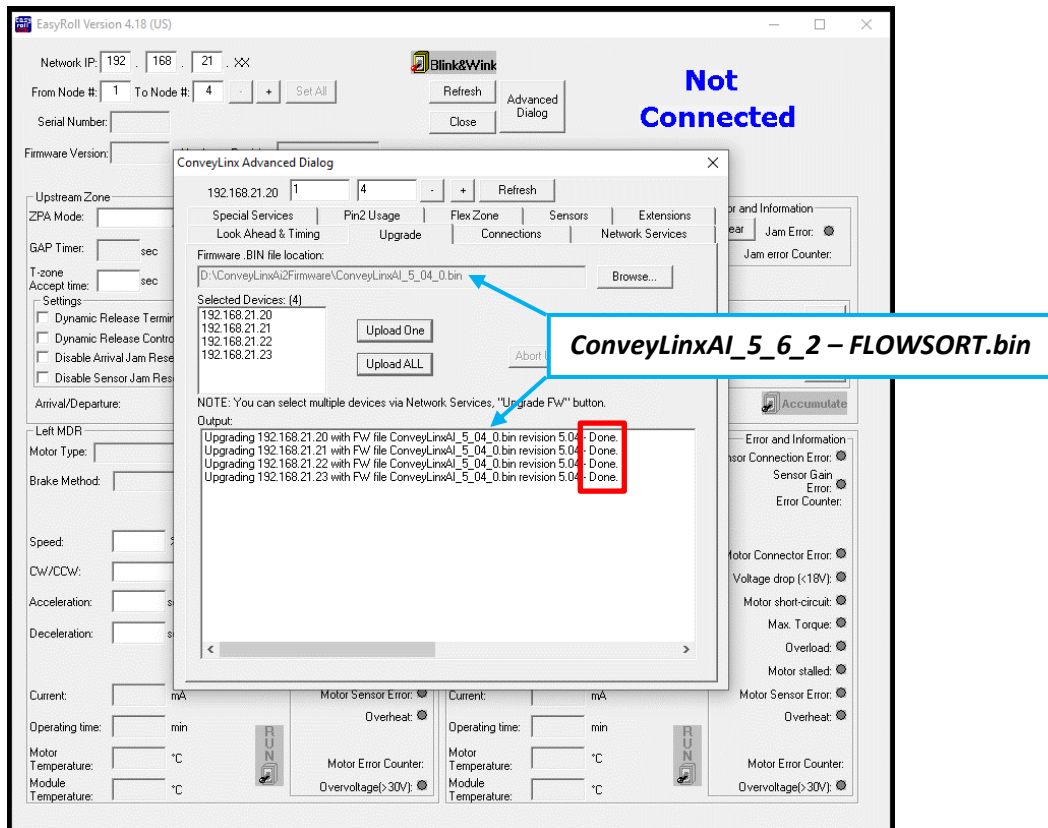 EasyRoll Version 4.18 (US)
Network IP: 192 . 168 . 21 . XX
Blink&Wink
From Node #: 1 To Node #: 4 - + Set All
Refresh
Advanced Dialog
Not Connected
Serial Number:
Close
Firmware Version:
ConveyLinx Advanced Dialog
192.168.21.20 1 4 - + Refresh
Special Services Pin2 Usage Flex Zone Sensors Extensions
Look Ahead & Timing Upgrade Connections Network Services
Firmware .BIN file location:
D:\ConveyLinxAi2Firmware\ConveyLinxAI_5_04_0.bin Browse...
Selected Devices: (4)
192.168.21.20
192.168.21.21
192.168.21.22
192.168.21.23
Upload One
Upload ALL
Abort
ConveyLinxAI_5_6_2 – FLOWSORT.bin
NOTE: You can select multiple devices via Network Services, "Upgrade FW" button.
Output:
Upgrading 192.168.21.20 with FW file ConveyLinxAI_5_04_0.bin revision 5.04 - Done.
Upgrading 192.168.21.21 with FW file ConveyLinxAI_5_04_0.bin revision 5.04 - Done.
Upgrading 192.168.21.22 with FW file ConveyLinxAI_5_04_0.bin revision 5.04 - Done.
Upgrading 192.168.21.23 with FW file ConveyLinxAI_5_04_0.bin revision 5.04 - Done.
Upstream Zone
ZPA Mode:
GAP Timer: sec
T-zone
Accept time: sec
Settings
Dynamic Release Termin
Dynamic Release Contro
Disable Arrival Jam Rese
Disable Sensor Jam Res
Arrival/Departure:
and Information
ear Jam Error:
Jam error Counter:
Accumulate
Left MDR
Motor Type:
Brake Method:
Speed:
CW/CCW:
Acceleration:
Deceleration:
Error and Information
nsor Connection Error:
Sensor Gain
Error:
Error Counter:
Motor Connector Error:
Voltage drop (<18V):
Motor short-circuit:
Max. Torque:
Overload:
Motor stalled:
Current: mA Motor Sensor Error: Current: mA Motor Sensor Error:
Overheat: Overheat:
Operating time: min RUN Operating time: min RUN
Motor
Temperature: °C Motor Error Counter:
Motor
Temperature: °C Motor Error Counter:
Module
Temperature: °C Overvoltage(>30V):
Module
Temperature: °C Overvoltage(>30V):